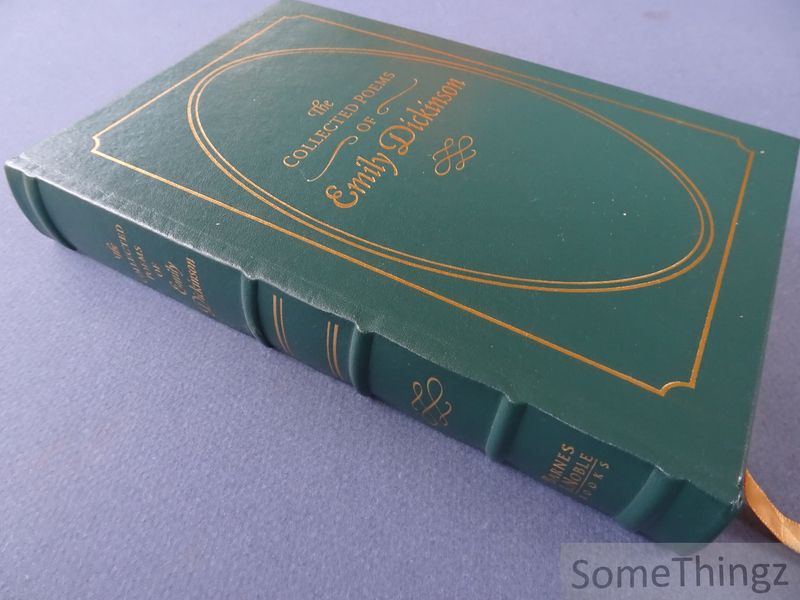 The
COLLECTED POEMS
OF
Emily Dickinson
The
COLLECTED
POEMS
OF
Emily
Dickinson
BARNES
& NOBLE
BOOKS
SomeThingz